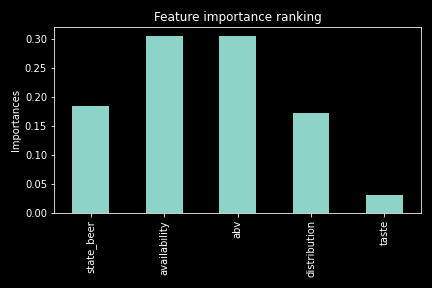 Feature importance ranking
Importances
0.30
0.25
0.20
0.15
0.10
0.05
0.00
state_beer
availability
abv
distribution
taste